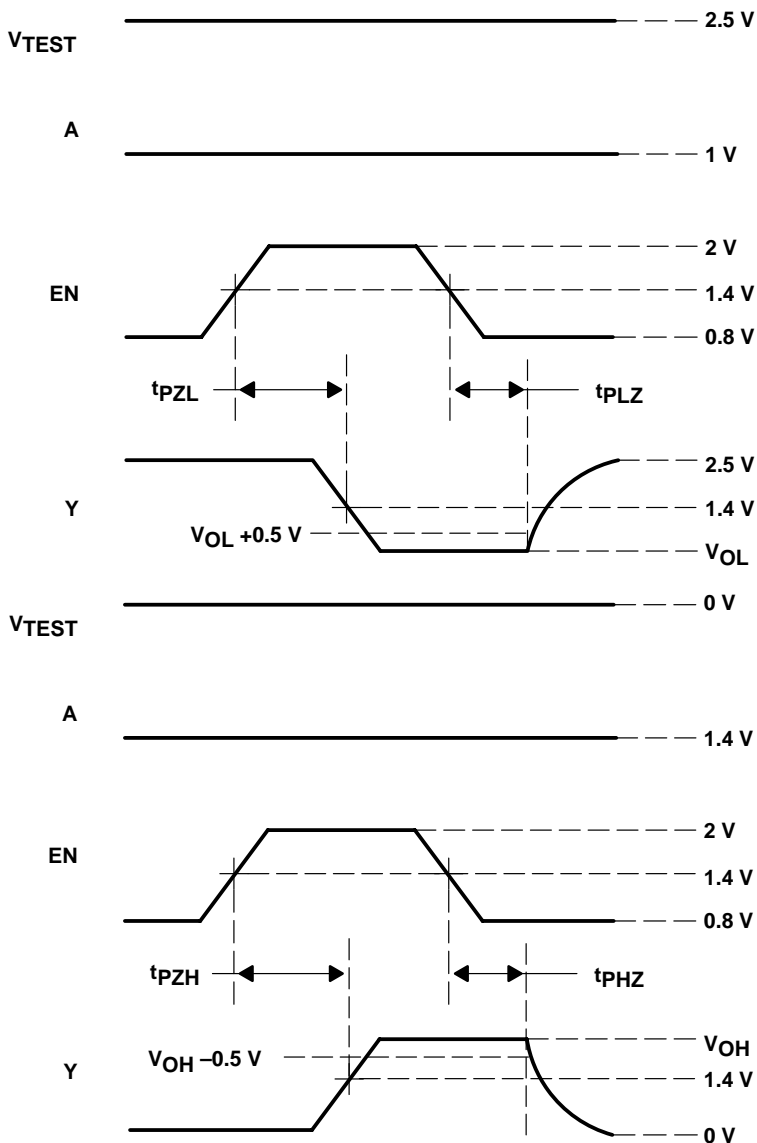 VTEST
2.5 V
A
1 V
2 V
EN
1.4 V
0.8 V
tPZL
tPLZ
2.5 V
Y
1.4 V
VOL +0.5 V
VOL
VTEST
0 V
A
1.4 V
2 V
EN
1.4 V
0.8 V
tPZH
tPHZ
VOH
VOH –0.5 V
Y
1.4 V
0 V